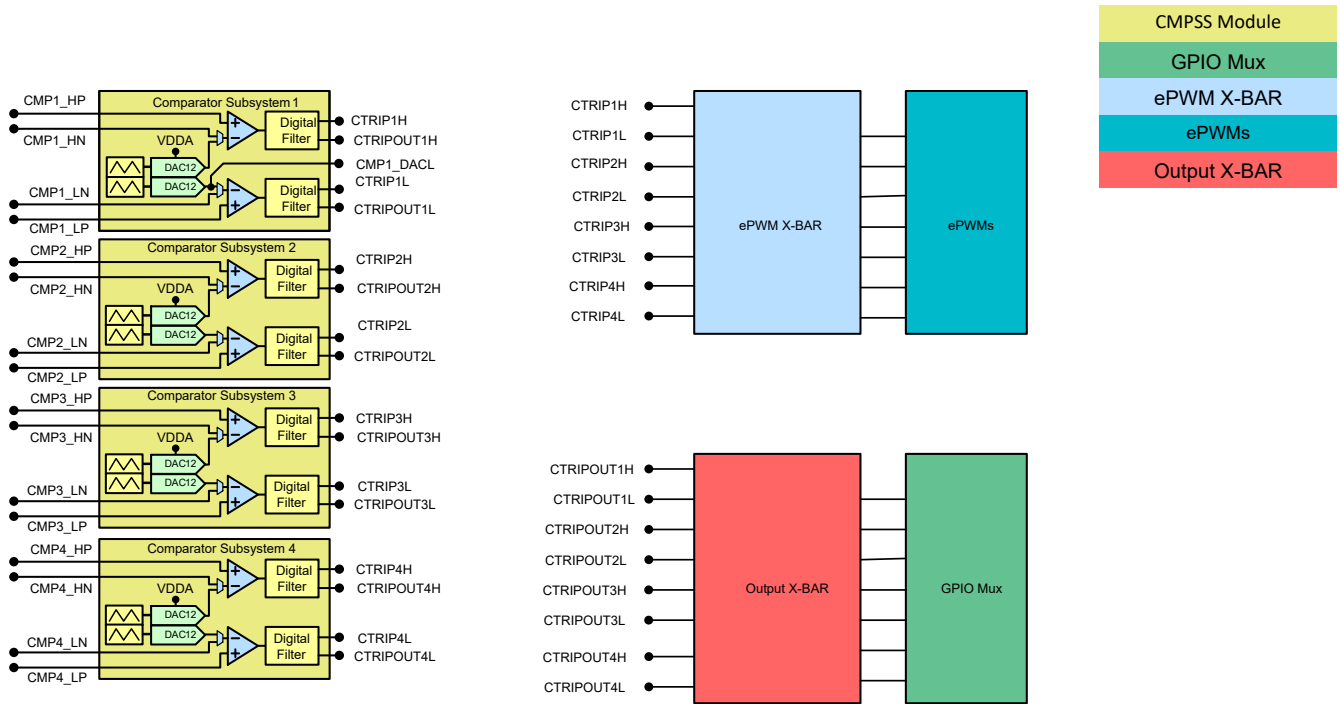 CMPSS Module
GPIO Mux
ePWM X-BAR
ePWMs
Output X-BAR
CMP1_HP
CMP1_HN
CMP1_LN
CMP1_LP
Comparator Subsystem 1
VDDA
DAC12
DAC12
+
−
−
+
Digital
Filter
Digital
Filter
CTRIP1H
CTRIPOUT1H
CMP1_DACL
CTRIP1L
CTRIPOUT1L
CMP2_HP
CMP2_HN
CMP2_LN
CMP2_LP
Comparator Subsystem 2
VDDA
DAC12
DAC12
+
−
−
+
Digital
Filter
Digital
Filter
CTRIP2H
CTRIPOUT2H
CTRIP2L
CTRIPOUT2L
CMP3_HP
CMP3_HN
CMP3_LN
CMP3_LP
Comparator Subsystem 3
VDDA
DAC12
DAC12
+
−
−
+
Digital
Filter
Digital
Filter
CTRIP3H
CTRIPOUT3H
CTRIP3L
CTRIPOUT3L
CMP4_HP
CMP4_HN
CMP4_LN
CMP4_LP
Comparator Subsystem 4
VDDA
DAC12
DAC12
+
−
−
+
Digital
Filter
Digital
Filter
CTRIP4H
CTRIPOUT4H
CTRIP4L
CTRIPOUT4L
CTRIP1H
CTRIP1L
CTRIP2H
CTRIP2L
CTRIP3H
CTRIP3L
CTRIP4H
CTRIP4L
ePWM X-BAR
ePWMs
CTRIPOUT1H
CTRIPOUT1L
CTRIPOUT2H
CTRIPOUT2L
CTRIPOUT3H
CTRIPOUT3L
CTRIPOUT4H
CTRIPOUT4L
Output X-BAR
GPIO Mux